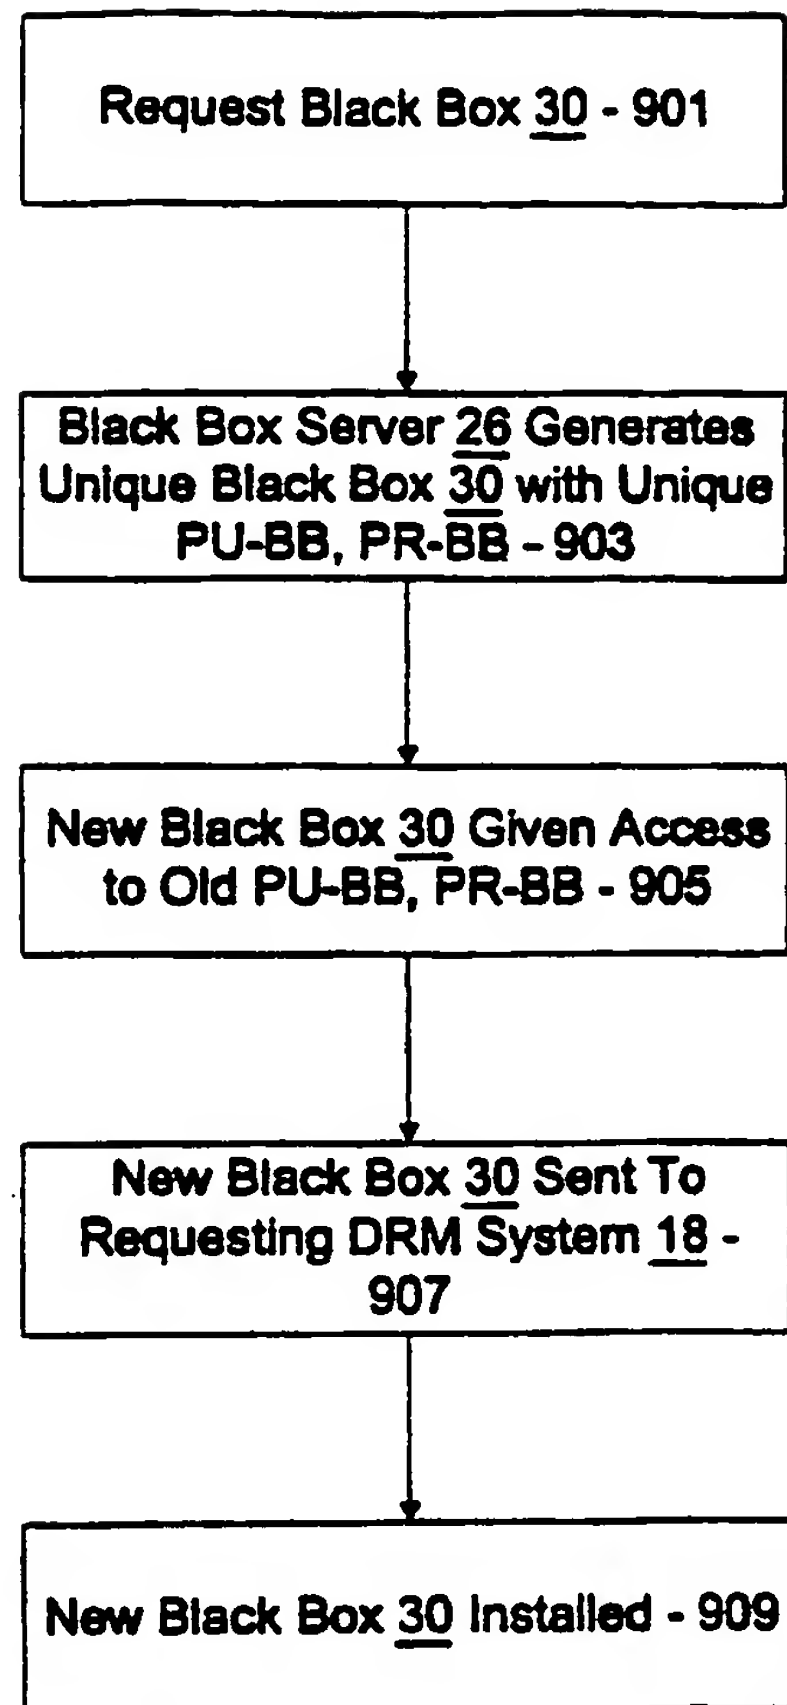 Request Black Box 30 - 901
Black Box Server 26 Generates
Unique Black Box 30 with Unique
PU-BB, PR-BB - 903
New Black Box 30 Given Access
to Old PU-BB, PR-BB - 905
New Black Box 30 Sent To
Requesting DRM System 18 -
907
New Black Box 30 Installed - 909